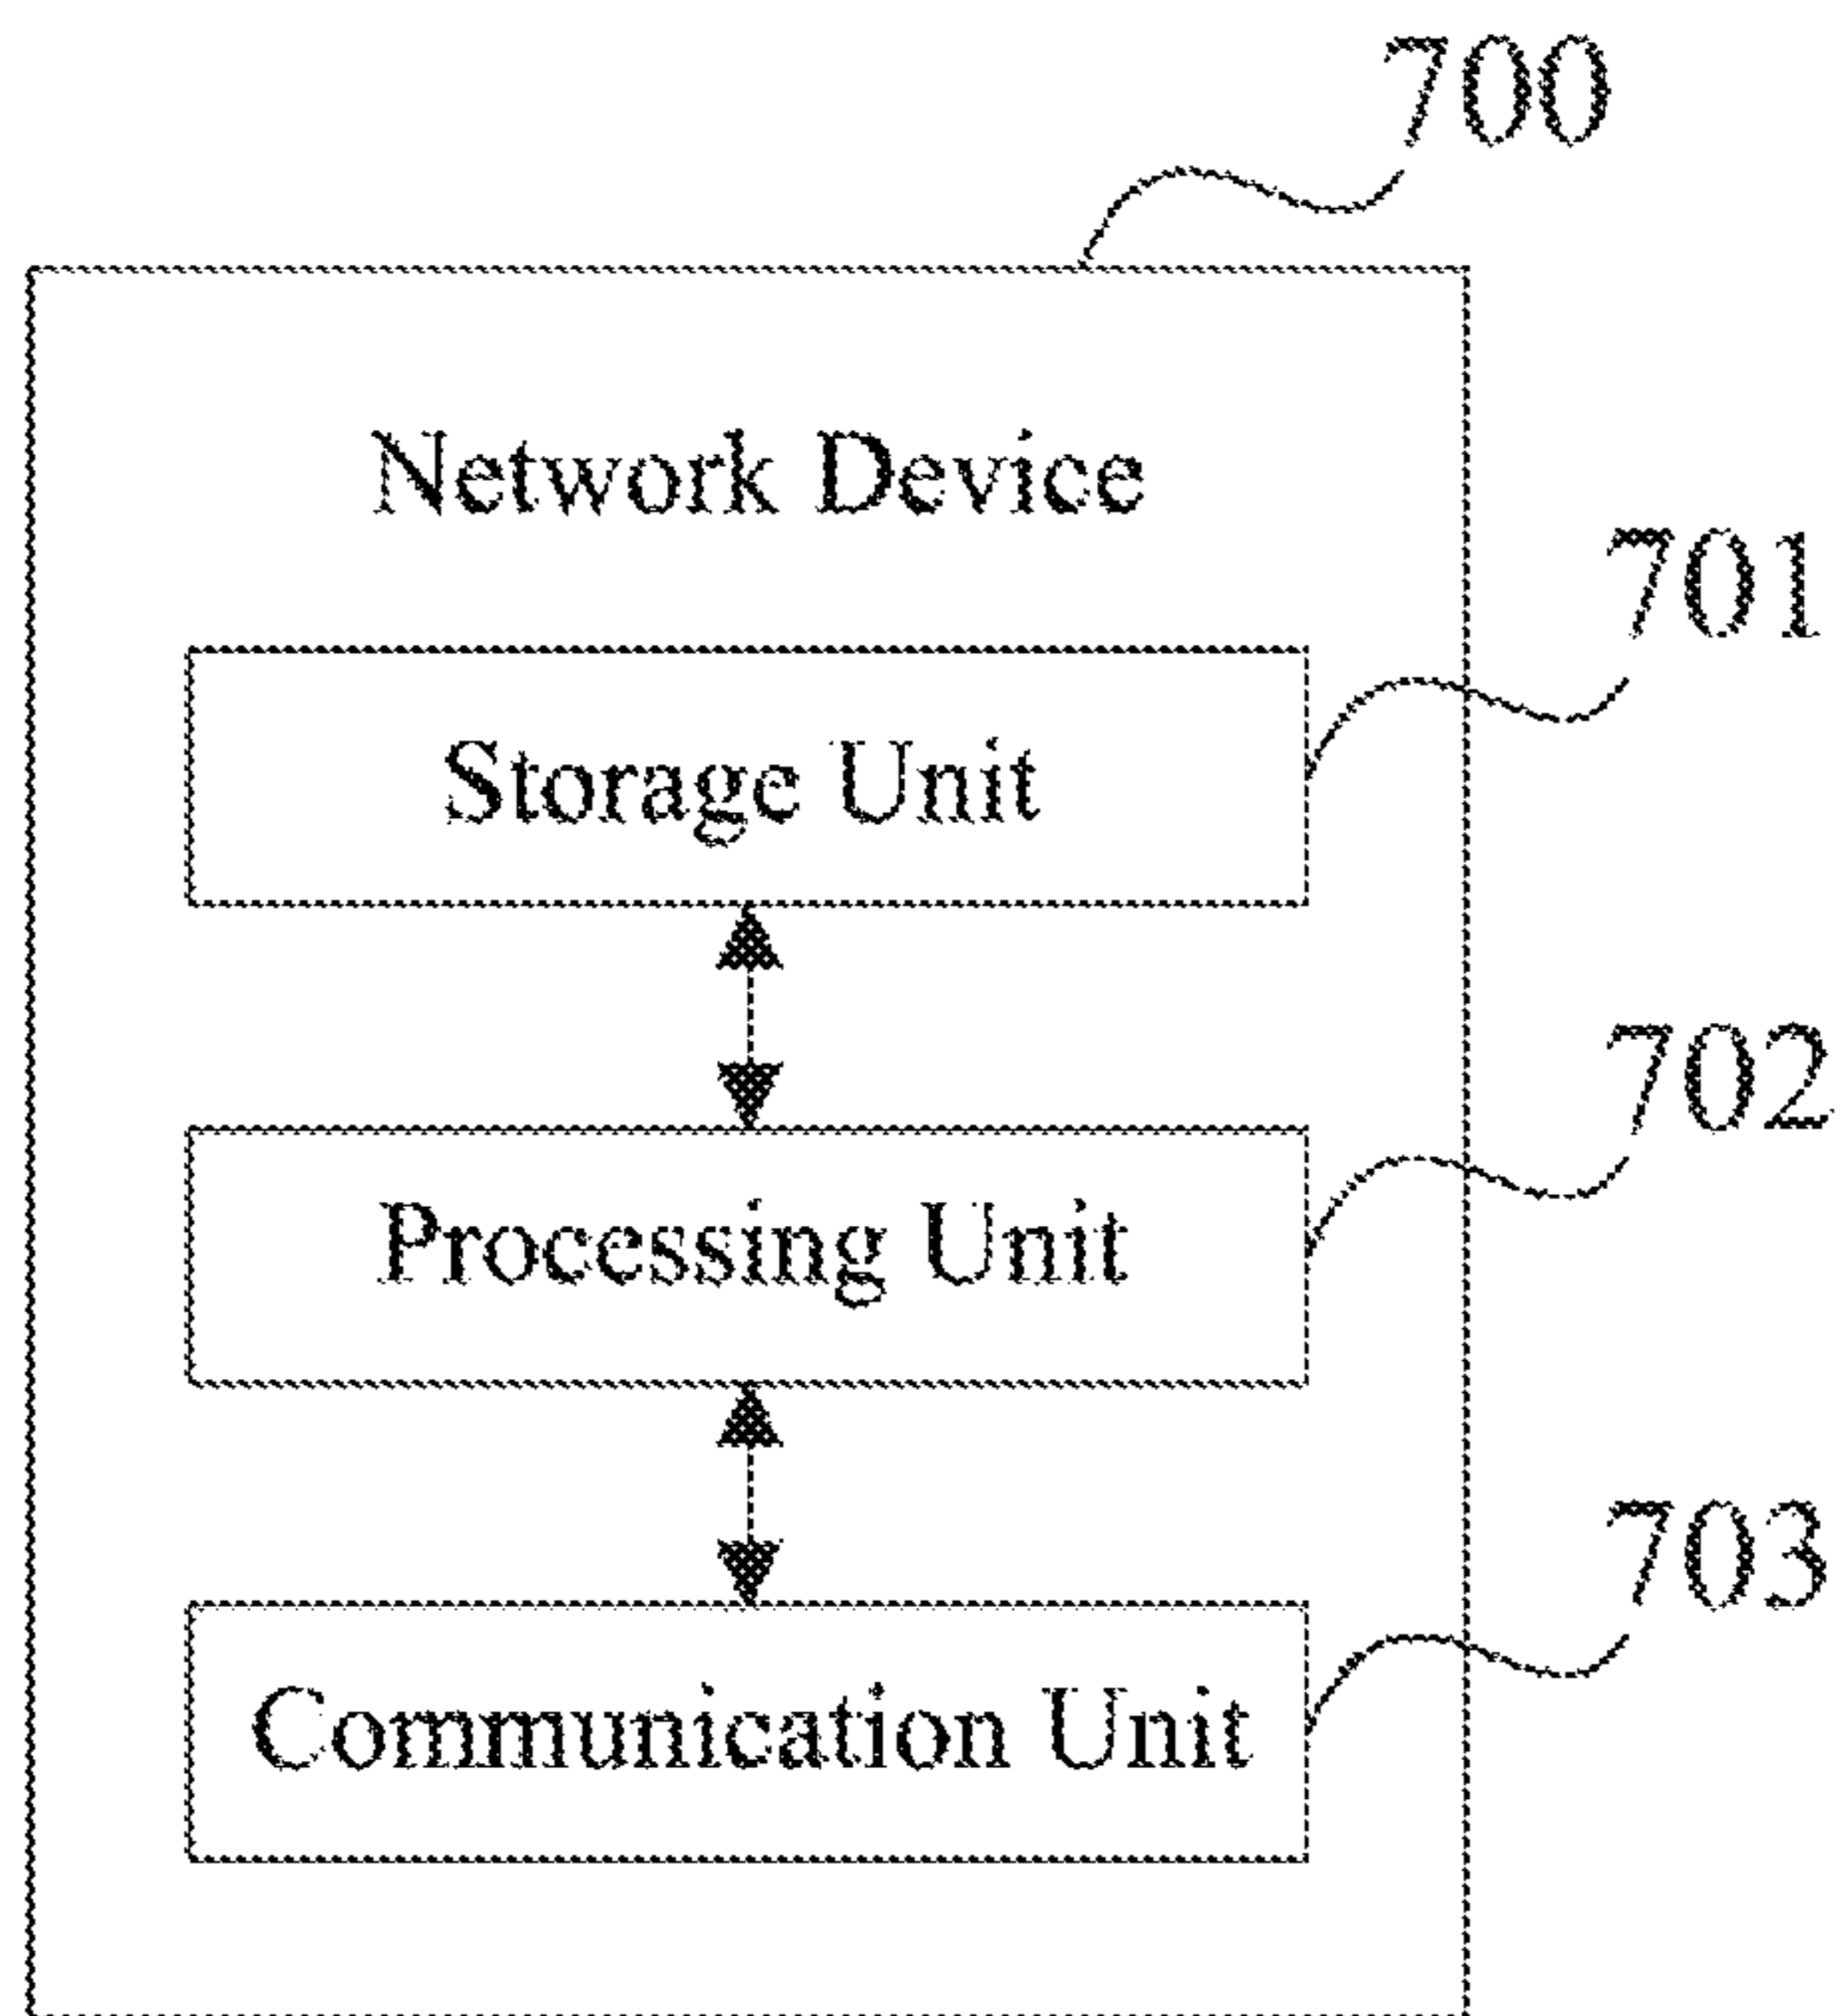 700
Network Device
701
Storage Unit
702
Processing Unit
703
Communication Unit